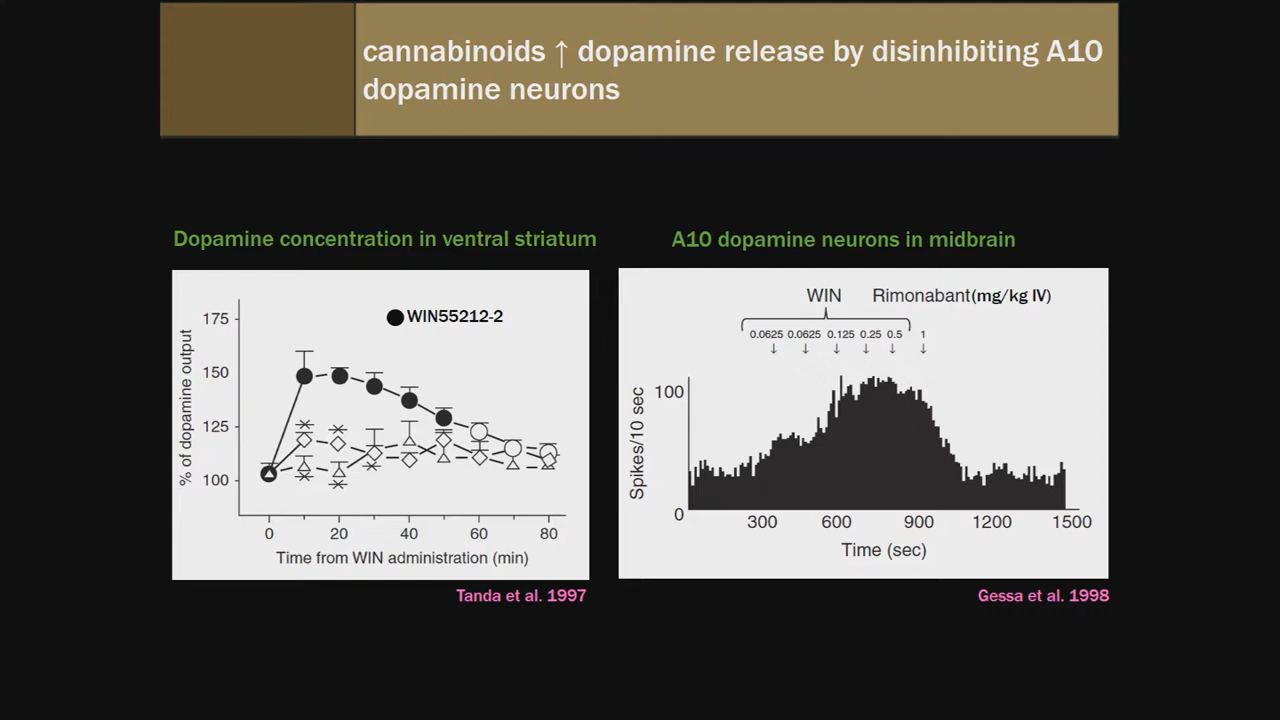 cannabinoids ↑ dopamine release by disinhibiting A10
dopamine neurons
Dopamine concentration in ventral striatum
% of dopamine output
175
150
125
100
WIN55212-2
0 20 40 60 80
Time from WIN administration (min)
Tanda et al. 1997
A10 dopamine neurons in midbrain
WIN Rimonabant(mg/kg IV)
0.0625 0.0625 0.125 0.25 0.5 1
↓ ↓ ↓ ↓ ↓ ↓
Spikes/10 sec
100
0
300 600 900 1200 1500
Time (sec)
Gessa et al. 1998